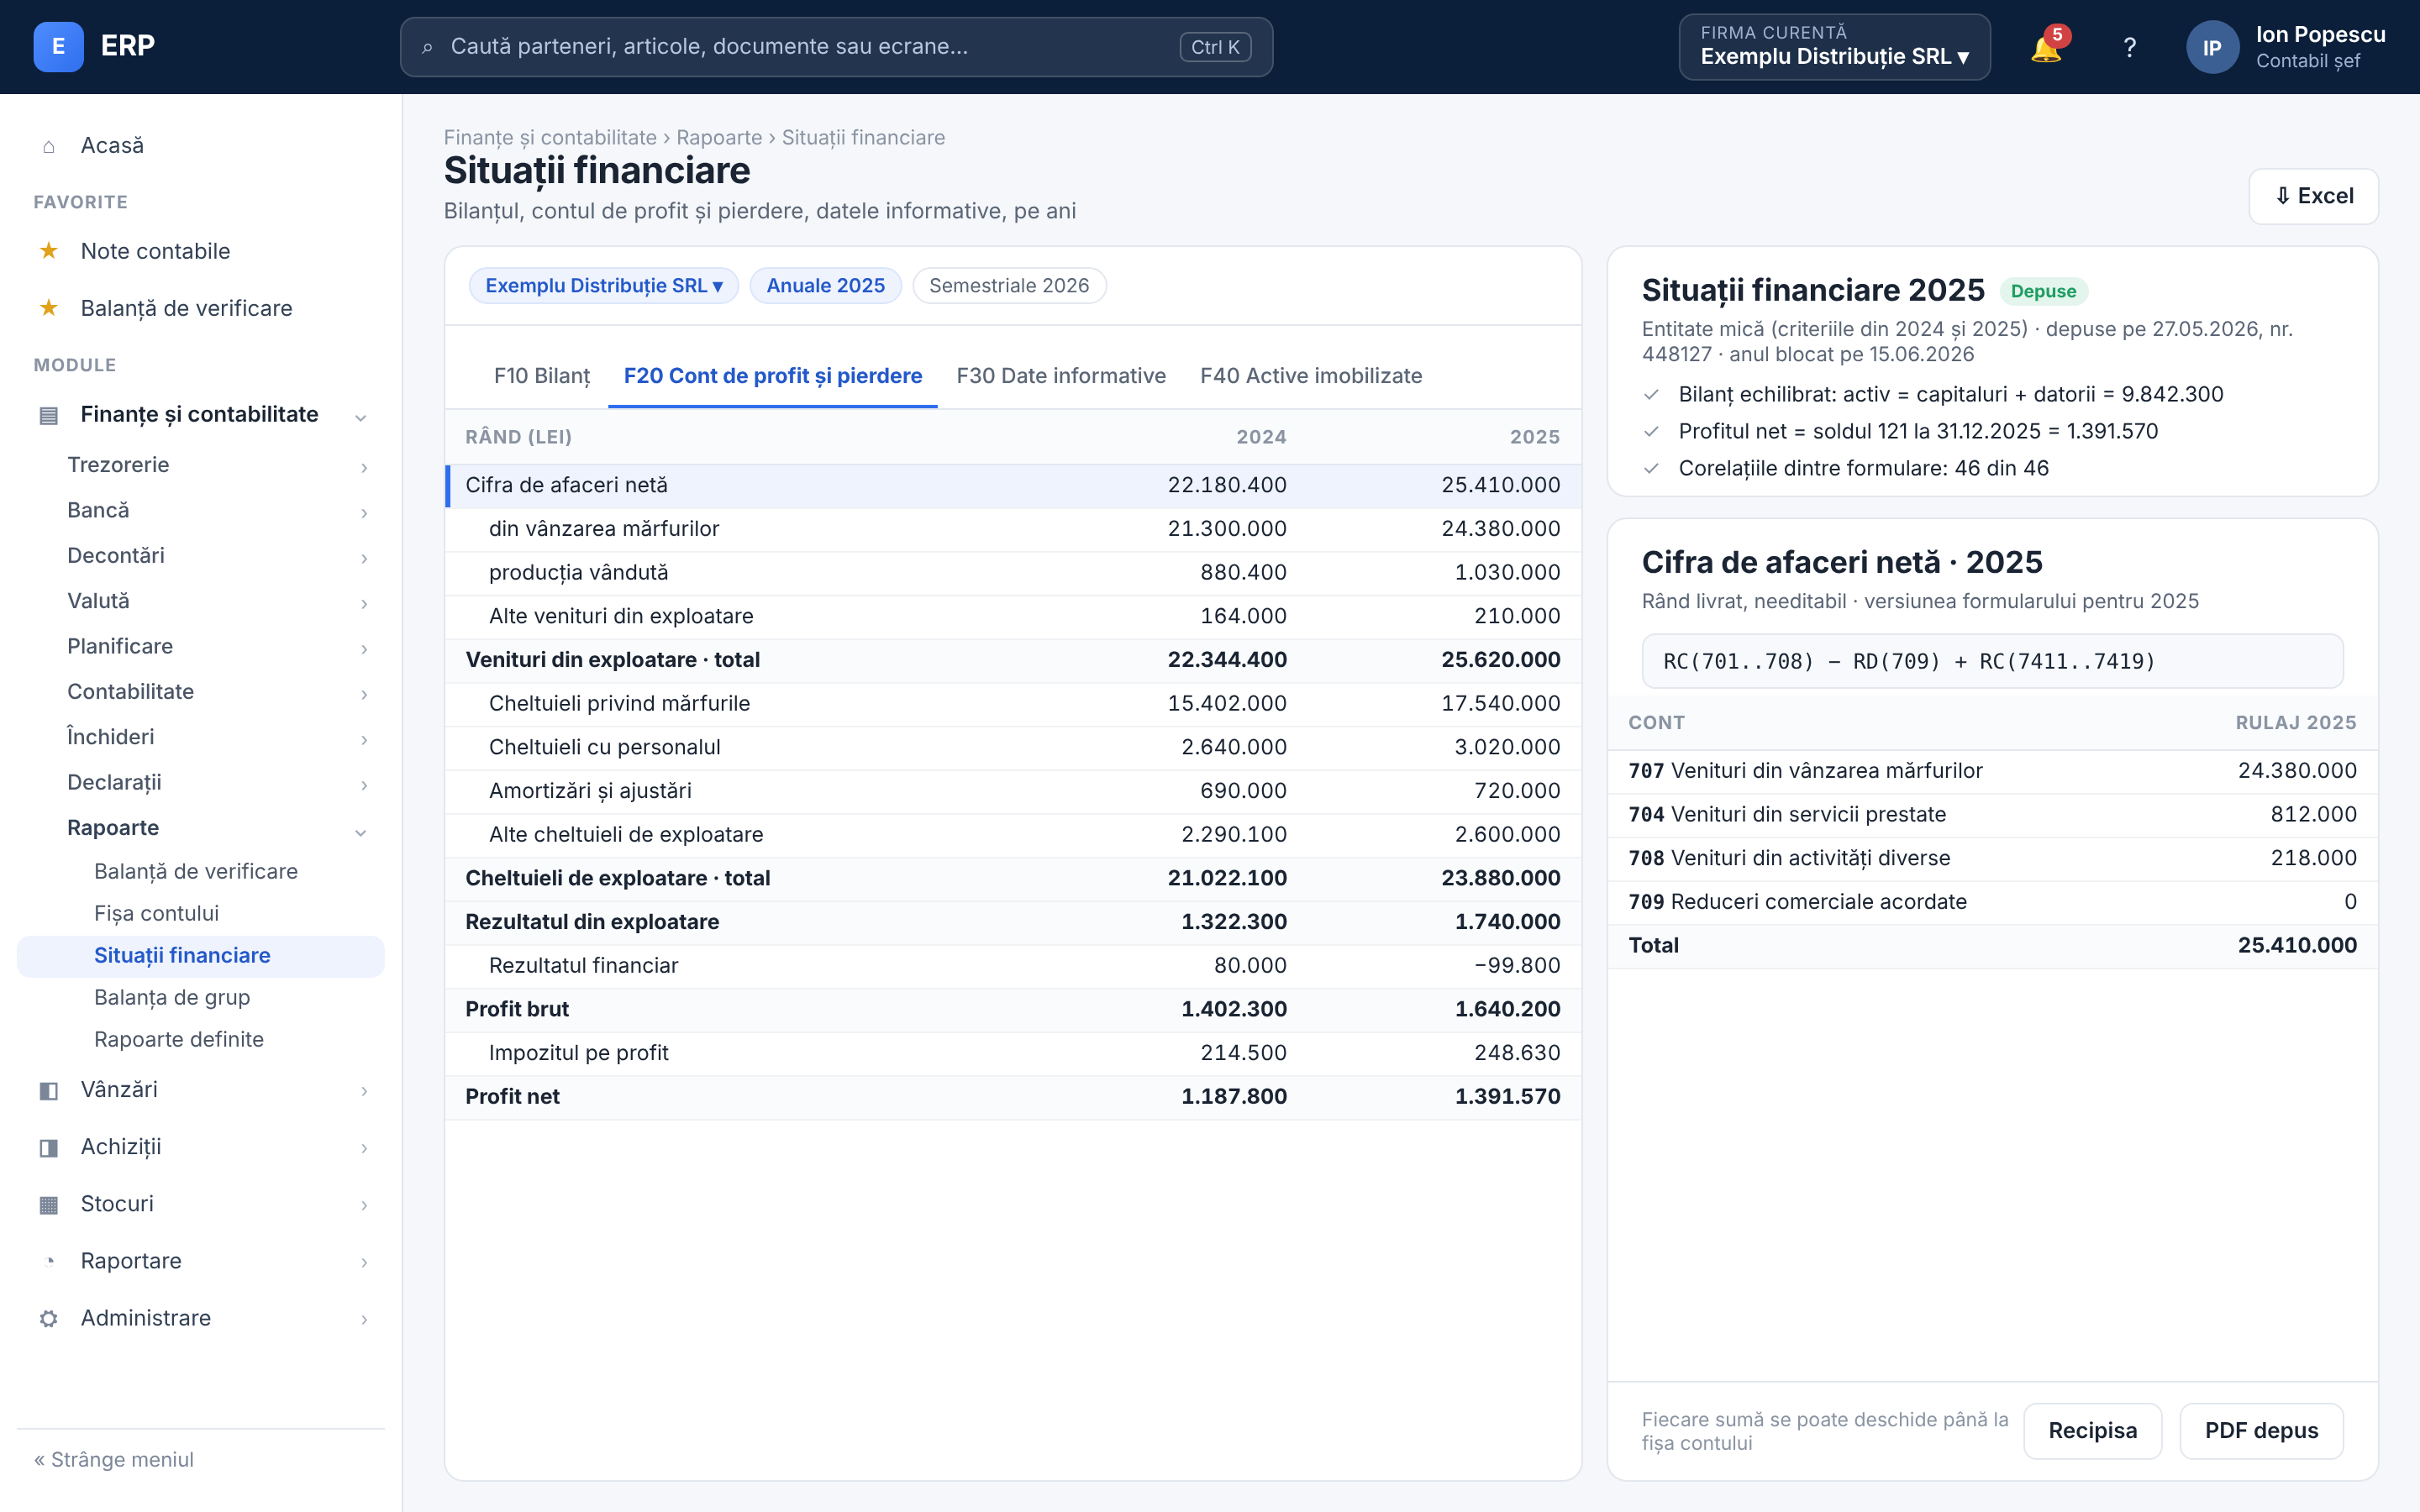 E ERP
Caută parteneri, articole, documente sau ecrane... Ctrl K
FIRMA CURENTĂ
Exemplu Distribuție SRL ▾
5
?
IP
Ion Popescu
Contabil șef
Acasă
FAVORITE
★ Note contabile
★ Balanță de verificare
MODULE
Finanțe și contabilitate
Trezorerie ›
Bancă ›
Decontări ›
Valută ›
Planificare ›
Contabilitate ›
Închideri ›
Declarații ›
Rapoarte
Balanță de verificare
Fișa contului
Situații financiare
Balanța de grup
Rapoarte definite
Vânzări ›
Achiziții ›
Stocuri ›
Raportare ›
Administrare ›
« Strânge meniul
Finanțe și contabilitate › Rapoarte › Situații financiare
Situații financiare
Bilanțul, contul de profit și pierdere, datele informative, pe ani
⇩ Excel
Exemplu Distribuție SRL ▾ Anuale 2025 Semestriale 2026
F10 Bilanț F20 Cont de profit și pierdere F30 Date informative F40 Active imobilizate
RÂND (LEI) 2024 2025
Cifra de afaceri netă 22.180.400 25.410.000
din vânzarea mărfurilor 21.300.000 24.380.000
producția vândută 880.400 1.030.000
Alte venituri din exploatare 164.000 210.000
Venituri din exploatare · total 22.344.400 25.620.000
Cheltuieli privind mărfurile 15.402.000 17.540.000
Cheltuieli cu personalul 2.640.000 3.020.000
Amortizări și ajustări 690.000 720.000
Alte cheltuieli de exploatare 2.290.100 2.600.000
Cheltuieli de exploatare · total 21.022.100 23.880.000
Rezultatul din exploatare 1.322.300 1.740.000
Rezultatul financiar 80.000 −99.800
Profit brut 1.402.300 1.640.200
Impozitul pe profit 214.500 248.630
Profit net 1.187.800 1.391.570
Situații financiare 2025 Depuse
Entitate mică (criteriile din 2024 și 2025) · depuse pe 27.05.2026, nr.
448127 · anul blocat pe 15.06.2026
✓ Bilanț echilibrat: activ = capitaluri + datorii = 9.842.300
✓ Profitul net = soldul 121 la 31.12.2025 = 1.391.570
✓ Corelațiile dintre formulare: 46 din 46
Cifra de afaceri netă · 2025
Rând livrat, needitabil · versiunea formularului pentru 2025
RC(701..708) − RD(709) + RC(7411..7419)
CONT RULAJ 2025
707 Venituri din vânzarea mărfurilor 24.380.000
704 Venituri din servicii prestate 812.000
708 Venituri din activități diverse 218.000
709 Reduceri comerciale acordate 0
Total 25.410.000
Fiecare sumă se poate deschide până la
fișa contului
Recipisa
PDF depus